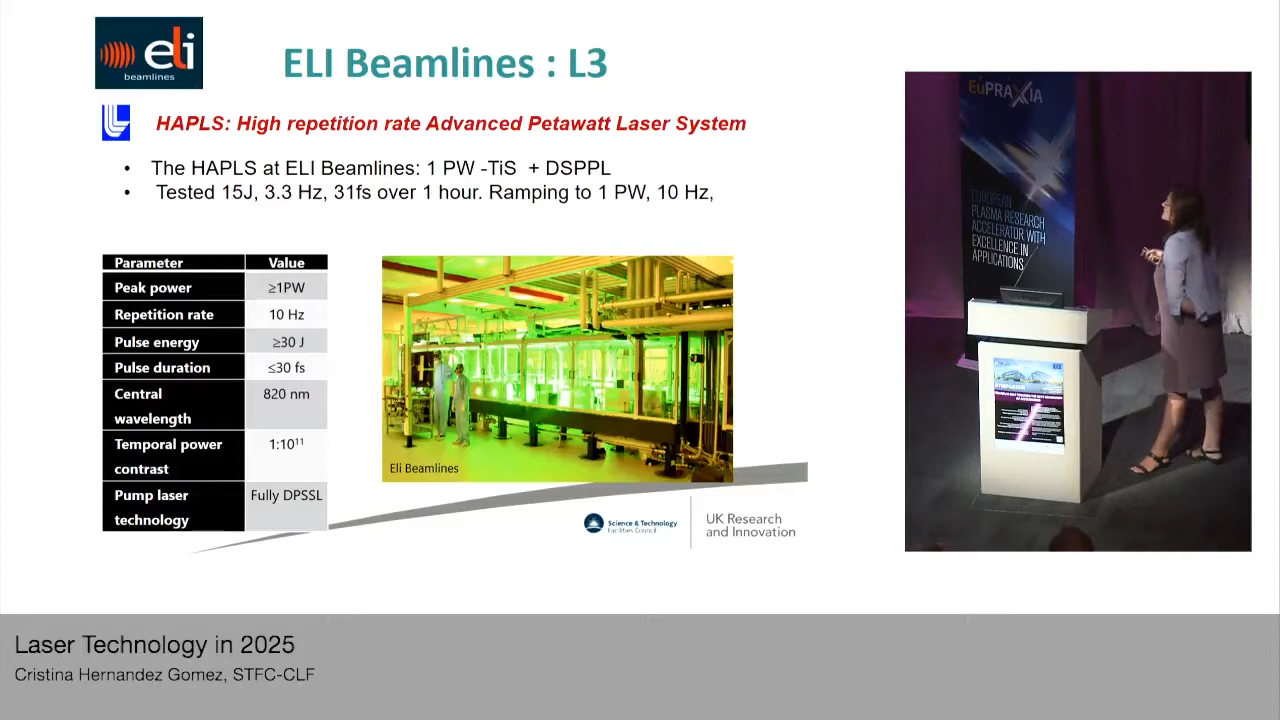 eli
beamlines
ELI Beamlines : L3
HAPLS: High repetition rate Advanced Petawatt Laser System
• The HAPLS at ELI Beamlines: 1 PW -TiS + DSPPL
• Tested 15J, 3.3 Hz, 31fs over 1 hour. Ramping to 1 PW, 10 Hz,
Parameter Value
Peak power ≥1PW
Repetition rate 10 Hz
Pulse energy ≥30 J
Pulse duration ≤30 fs
Central wavelength 820 nm
Temporal power contrast 1:10¹¹
Pump laser technology Fully DPSSL
Eli Beamlines
Science & Technology
Facilities Council
UK Research
and Innovation
EuPRAXIA
EUROPEAN
PLASMA RESEARCH
ACCELERATOR WITH
EXCELLENCE IN
APPLICATIONS
SYMPOSIUM
Laser Technology in 2025
Cristina Hernandez Gomez, STFC-CLF